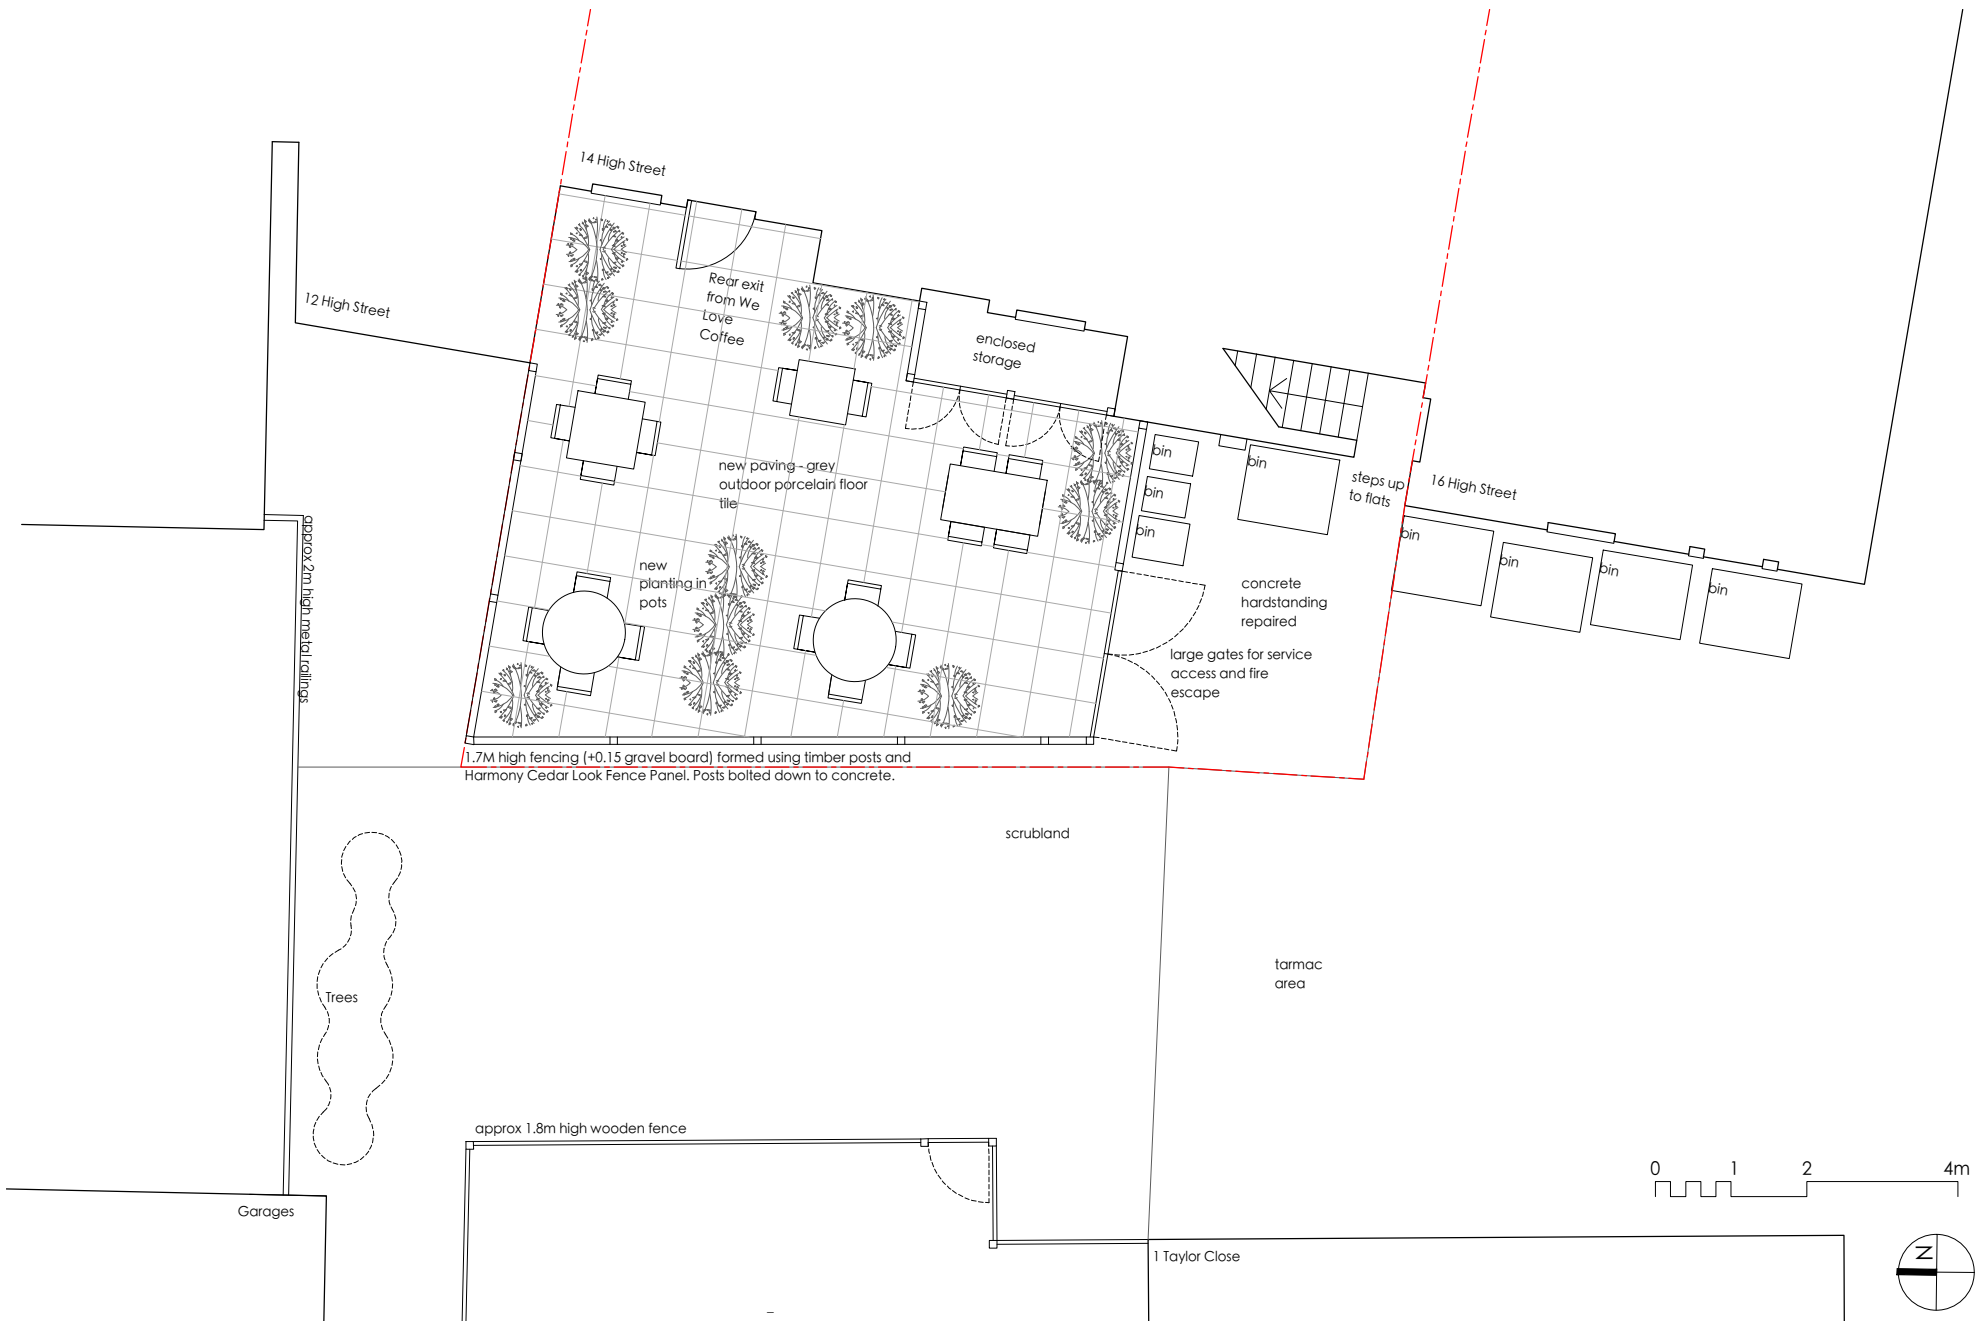 14 High Street
12 High Street
Rear exit
from We
Love
Coffee
enclosed
storage
new paving - grey
outdoor porcelain floor
tile
new
planting in
pots
bin
bin
bin
bin
steps up
to flats
16 High Street
bin
bin
bin
bin
concrete
hardstanding
repaired
large gates for service
access and fire
escape
approx 2m high metal railings
1.7M high fencing (+0.15 gravel board) formed using timber posts and
Harmony Cedar Look Fence Panel. Posts bolted down to concrete.
scrubland
tarmac
area
Trees
approx 1.8m high wooden fence
Garages
1 Taylor Close
0 1 2 4m
N